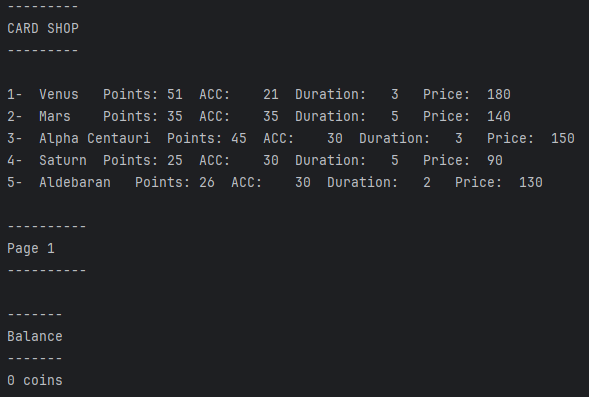 ---------
CARD SHOP
---------
1-  Venus   Points: 51  ACC:    21  Duration:   3   Price:  180
2-  Mars    Points: 35  ACC:    35  Duration:   5   Price:  140
3-  Alpha Centauri  Points: 45  ACC:    30  Duration:   3   Price:  150
4-  Saturn  Points: 25  ACC:    30  Duration:   5   Price:  90
5-  Aldebaran   Points: 26  ACC:    30  Duration:   2   Price:  130
----------
Page 1
----------
-------
Balance
-------
0 coins